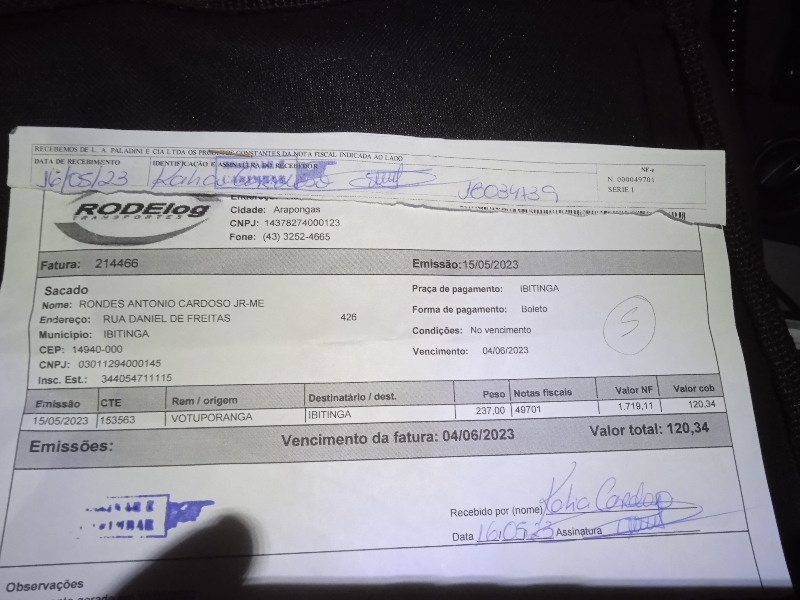 RECEBEMOS DE L. A. PALADINI E CIA LTDA OS PRODUTOS CONSTANTES DA NOTA FISCAL INDICADA AO LADO
DATA DE RECEBIMENTO IDENTIFICAÇÃO E ASSINATURA DO RECEBEDOR
NF-e
N. 000049701
SERIE 1
16/05/23 Katia
RODElog
TRANSPORTES
Cidade: Arapongas
CNPJ: 14378274000123
Fone: (43) 3252-4665
Fatura: 214466 Emissão:15/05/2023
Sacado
Nome: RONDES ANTONIO CARDOSO JR-ME
Endereço: RUA DANIEL DE FREITAS 426
Municipio: IBITINGA
CEP: 14940-000
CNPJ: 03011294000145
Insc. Est.: 344054711115
Praça de pagamento: IBITINGA
Forma de pagamento: Boleto
Condições: No vencimento
Vencimento: 04/06/2023
S
Emissão CTE Rem / origem Destinatário / dest. Peso Notas fiscais Valor NF Valor cob
15/05/2023 153563 VOTUPORANGA IBITINGA 237,00 49701 1.719,11 120,34
Emissões: Vencimento da fatura: 04/06/2023 Valor total: 120,34
Recebido por (nome) Katia Cardoso
Data 16,05,23 Assinatura
Observações